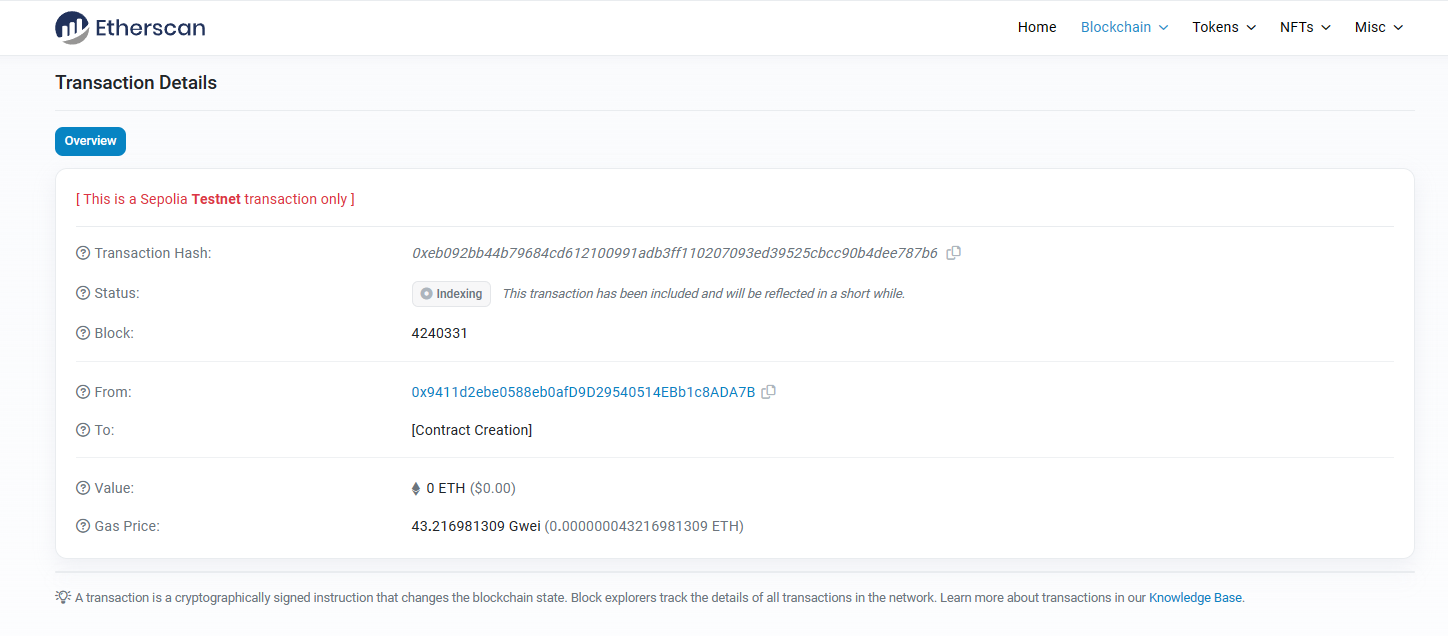 Etherscan Home Blockchain Tokens NFTs Misc
Transaction Details
Overview
[ This is a Sepolia Testnet transaction only ]
Transaction Hash: 0xeb092bb44b79684cd612100991adb3ff110207093ed39525cbcc90b4dee787b6
Status: Indexing This transaction has been included and will be reflected in a short while.
Block: 4240331
From: 0x9411d2ebe0588eb0afD9D29540514EBb1c8ADA7B
To: [Contract Creation]
Value: 0 ETH ($0.00)
Gas Price: 43.216981309 Gwei (0.000000043216981309 ETH)
A transaction is a cryptographically signed instruction that changes the blockchain state. Block explorers track the details of all transactions in the network. Learn more about transactions in our Knowledge Base.